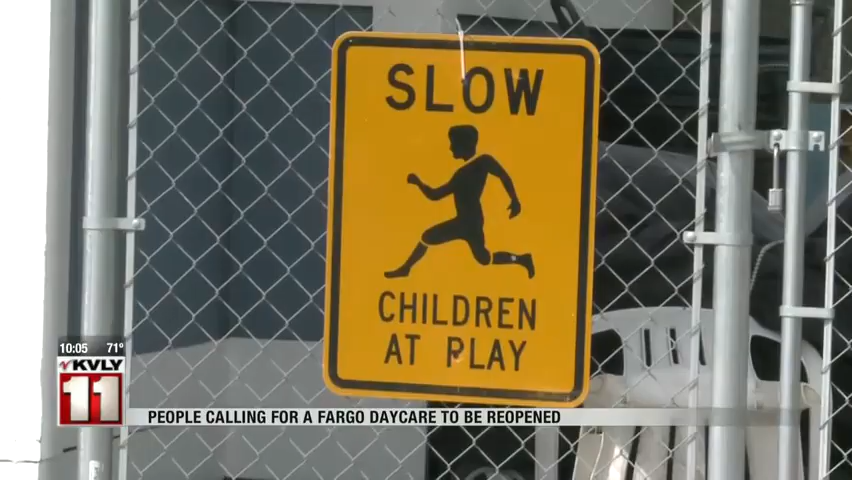 SLOW
CHILDREN
AT PLAY
10:05 71°
KVLY
11
PEOPLE CALLING FOR A FARGO DAYCARE TO BE REOPENED